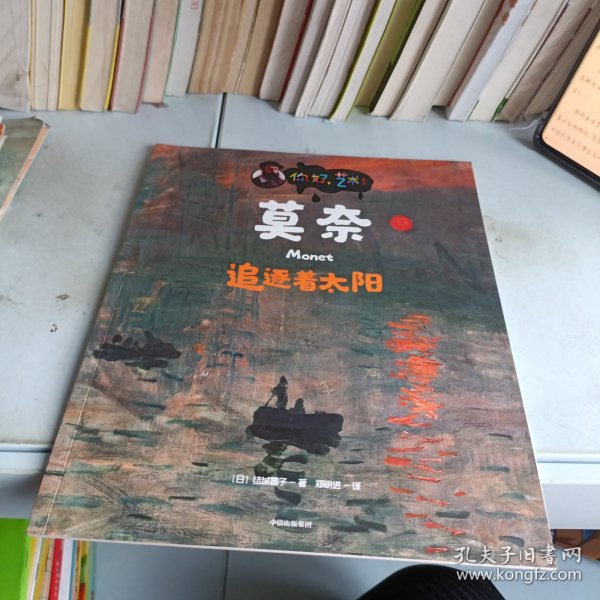 你好,艺术!
莫奈
Monet
追逐着太阳
[日] 结城昌子 - 著 郑明进 - 译
中信出版集团
孔夫子旧书网
www.kongfz.com